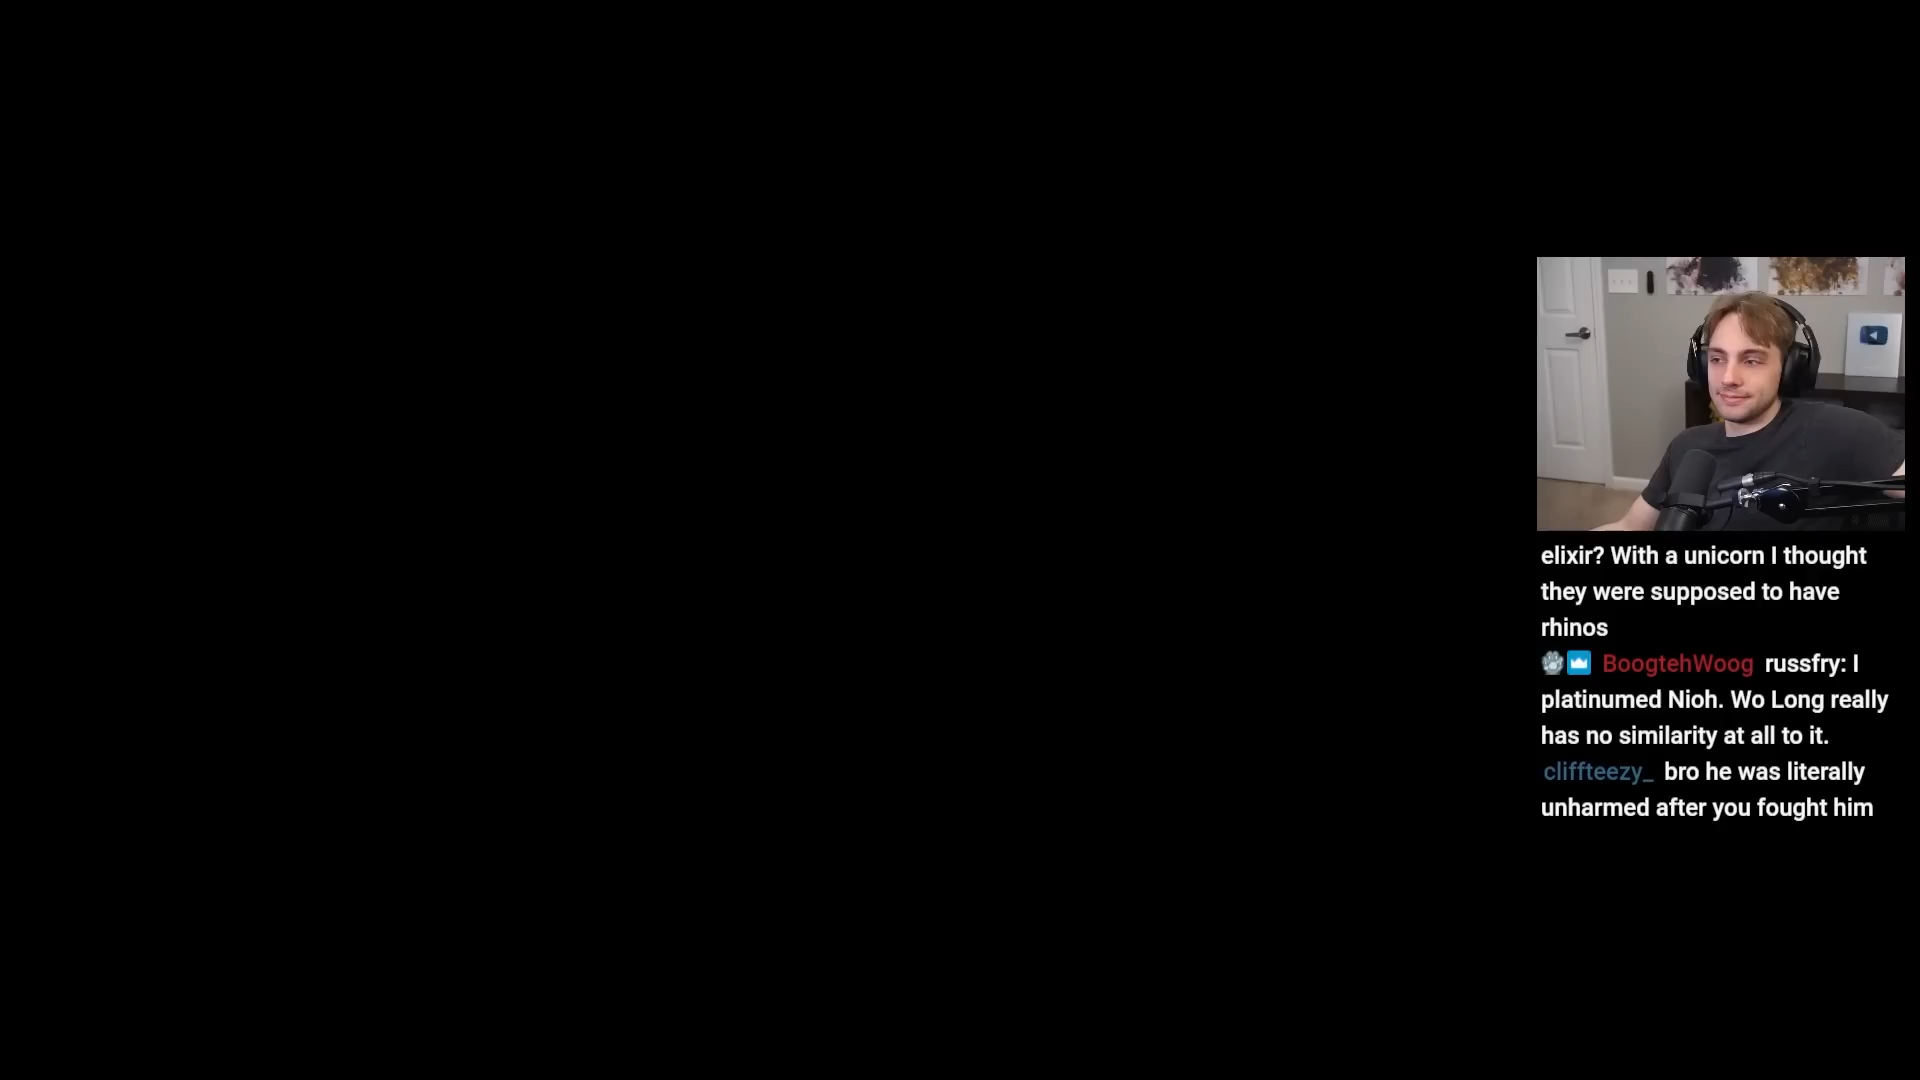 elixir? With a unicorn I thought
they were supposed to have
rhinos
BoogtehWoog russfry: I
platinumed Nioh. Wo Long really
has no similarity at all to it.
cliffteezy_ bro he was literally
unharmed after you fought him